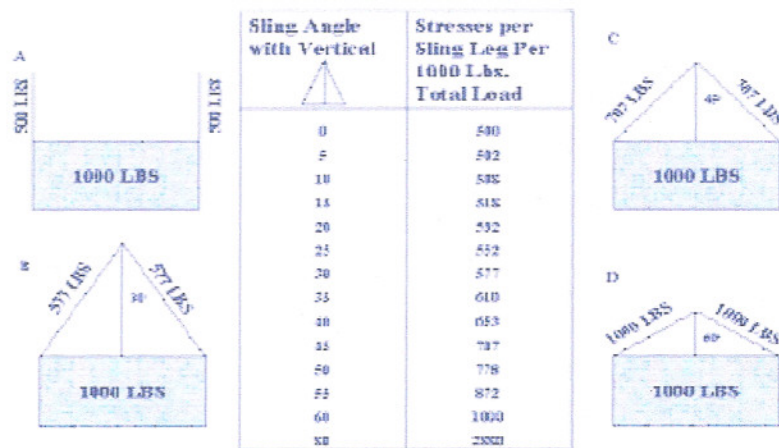 A
500 LBS
500 LBS
1000 LBS
B
577 LBS
577 LBS
30°
1000 LBS
Sling Angle
with Vertical
Stresses per
Sling Leg Per
1000 Lbs.
Total Load
0 500
5 502
10 508
15 518
20 532
25 552
30 577
35 610
40 653
45 707
50 778
55 872
60 1000
80 2880
C
707 LBS
707 LBS
45°
1000 LBS
D
1000 LBS
1000 LBS
60°
1000 LBS